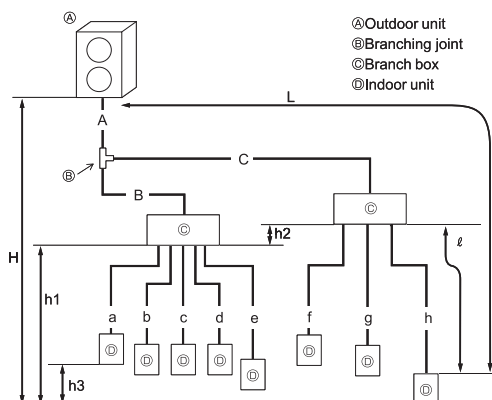 Ⓐ
ⒶOutdoor unit
ⒷBranching joint
ⒸBranch box
ⒹIndoor unit
L
A
Ⓑ
C
B
Ⓒ
Ⓒ
h2
ℓ
H
h1
a
b
c
d
e
f
g
h
Ⓓ
Ⓓ
Ⓓ
Ⓓ
Ⓓ
Ⓓ
Ⓓ
Ⓓ
h3